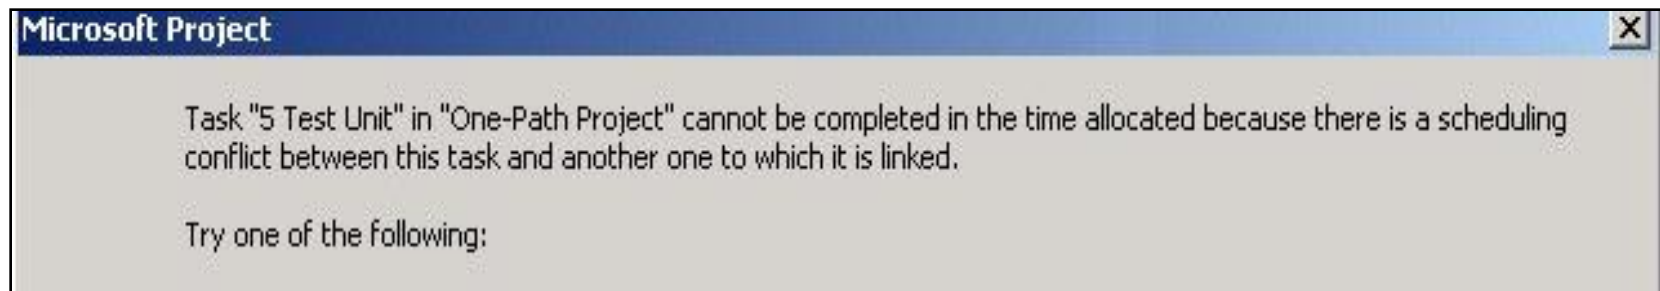 Microsoft Project
Task "5 Test Unit" in "One-Path Project" cannot be completed in the time allocated because there is a scheduling
conflict between this task and another one to which it is linked.
Try one of the following: